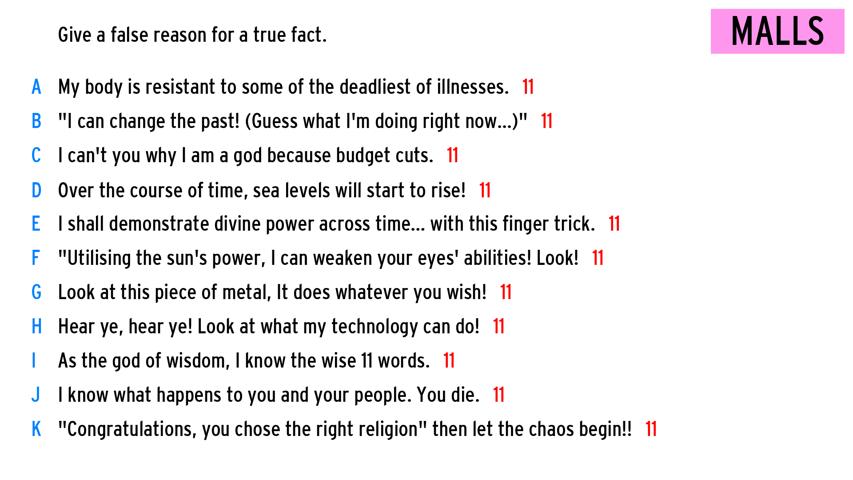 Give a false reason for a true fact.
MALLS
A My body is resistant to some of the deadliest of illnesses. 11
B "I can change the past! (Guess what I'm doing right now...)" 11
C I can't you why I am a god because budget cuts. 11
D Over the course of time, sea levels will start to rise! 11
E I shall demonstrate divine power across time... with this finger trick. 11
F "Utilising the sun's power, I can weaken your eyes' abilities! Look! 11
G Look at this piece of metal, It does whatever you wish! 11
H Hear ye, hear ye! Look at what my technology can do! 11
I As the god of wisdom, I know the wise 11 words. 11
J I know what happens to you and your people. You die. 11
K "Congratulations, you chose the right religion" then let the chaos begin!! 11